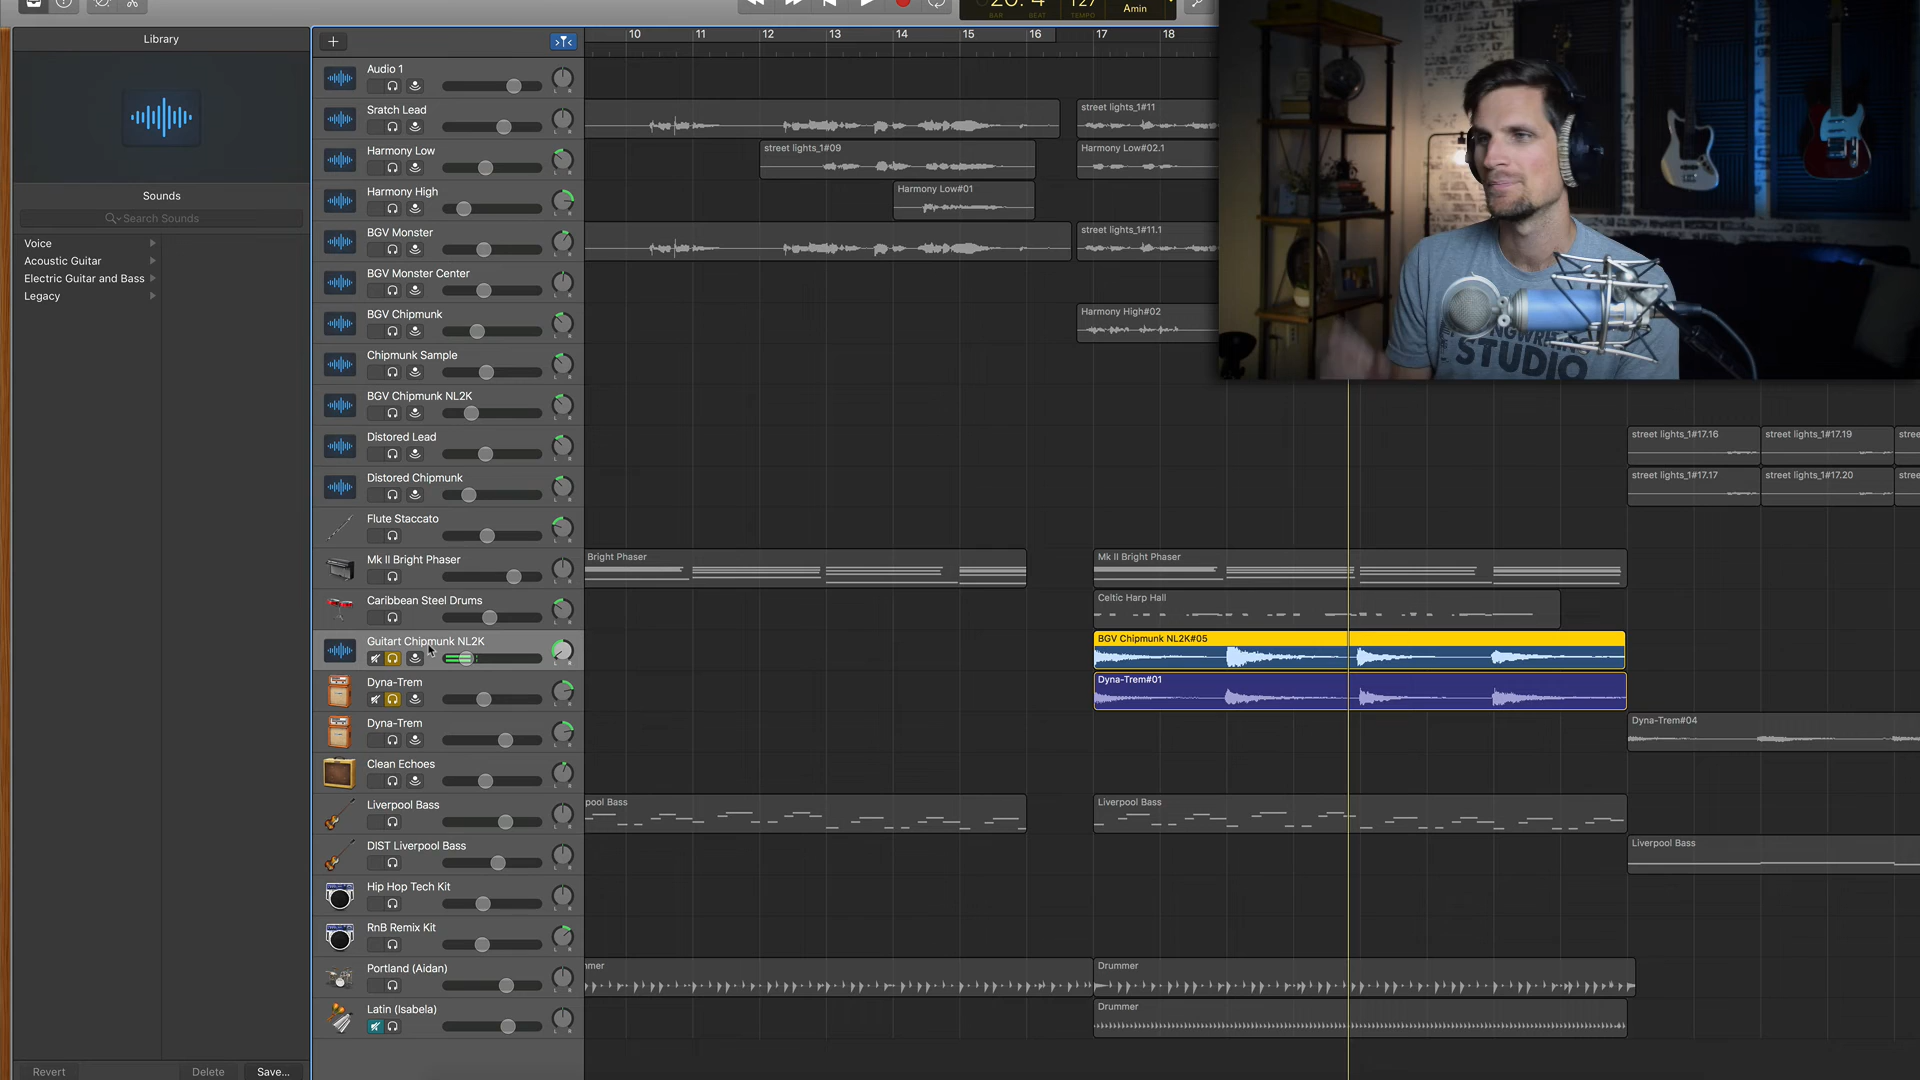 Library
Sounds
Search Sounds
Voice
Acoustic Guitar
Electric Guitar and Bass
Legacy
Revert
Delete
Save...
BAR
BEAT
127
TEMPO
Amin
10
11
12
13
14
15
16
17
18
Audio 1
Sratch Lead
street lights_1#11
Harmony Low
street lights_1#09
Harmony Low#02.1
Harmony High
Harmony Low#01
BGV Monster
street lights_1#11.1
BGV Monster Center
BGV Chipmunk
Harmony High#02
Chipmunk Sample
BGV Chipmunk NL2K
Distored Lead
street lights_1#17.16
street lights_1#17.19
stree
Distored Chipmunk
street lights_1#17.17
street lights_1#17.20
stree
Flute Staccato
Mk II Bright Phaser
Bright Phaser
Mk II Bright Phaser
Caribbean Steel Drums
Celtic Harp Hall
Guitart Chipmunk NL2K
BGV Chipmunk NL2K#05
Dyna-Trem
Dyna-Trem#01
Dyna-Trem
Dyna-Trem#04
Clean Echoes
Liverpool Bass
pool Bass
Liverpool Bass
DIST Liverpool Bass
Liverpool Bass
Hip Hop Tech Kit
RnB Remix Kit
Portland (Aidan)
mer
Drummer
Latin (Isabela)
Drummer
STUDIO